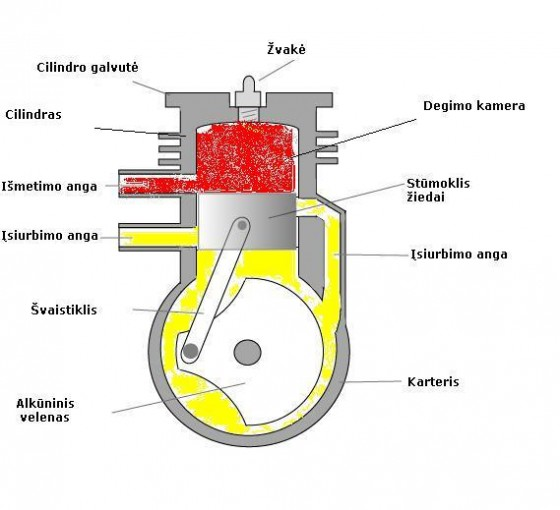 Žvakė
Cilindro galvutė
Degimo kamera
Cilindras
Išmetimo anga
Stūmoklis
žiedai
Įsiurbimo anga
Įsiurbimo anga
Švaistiklis
Karteris
Alkūninis
velenas